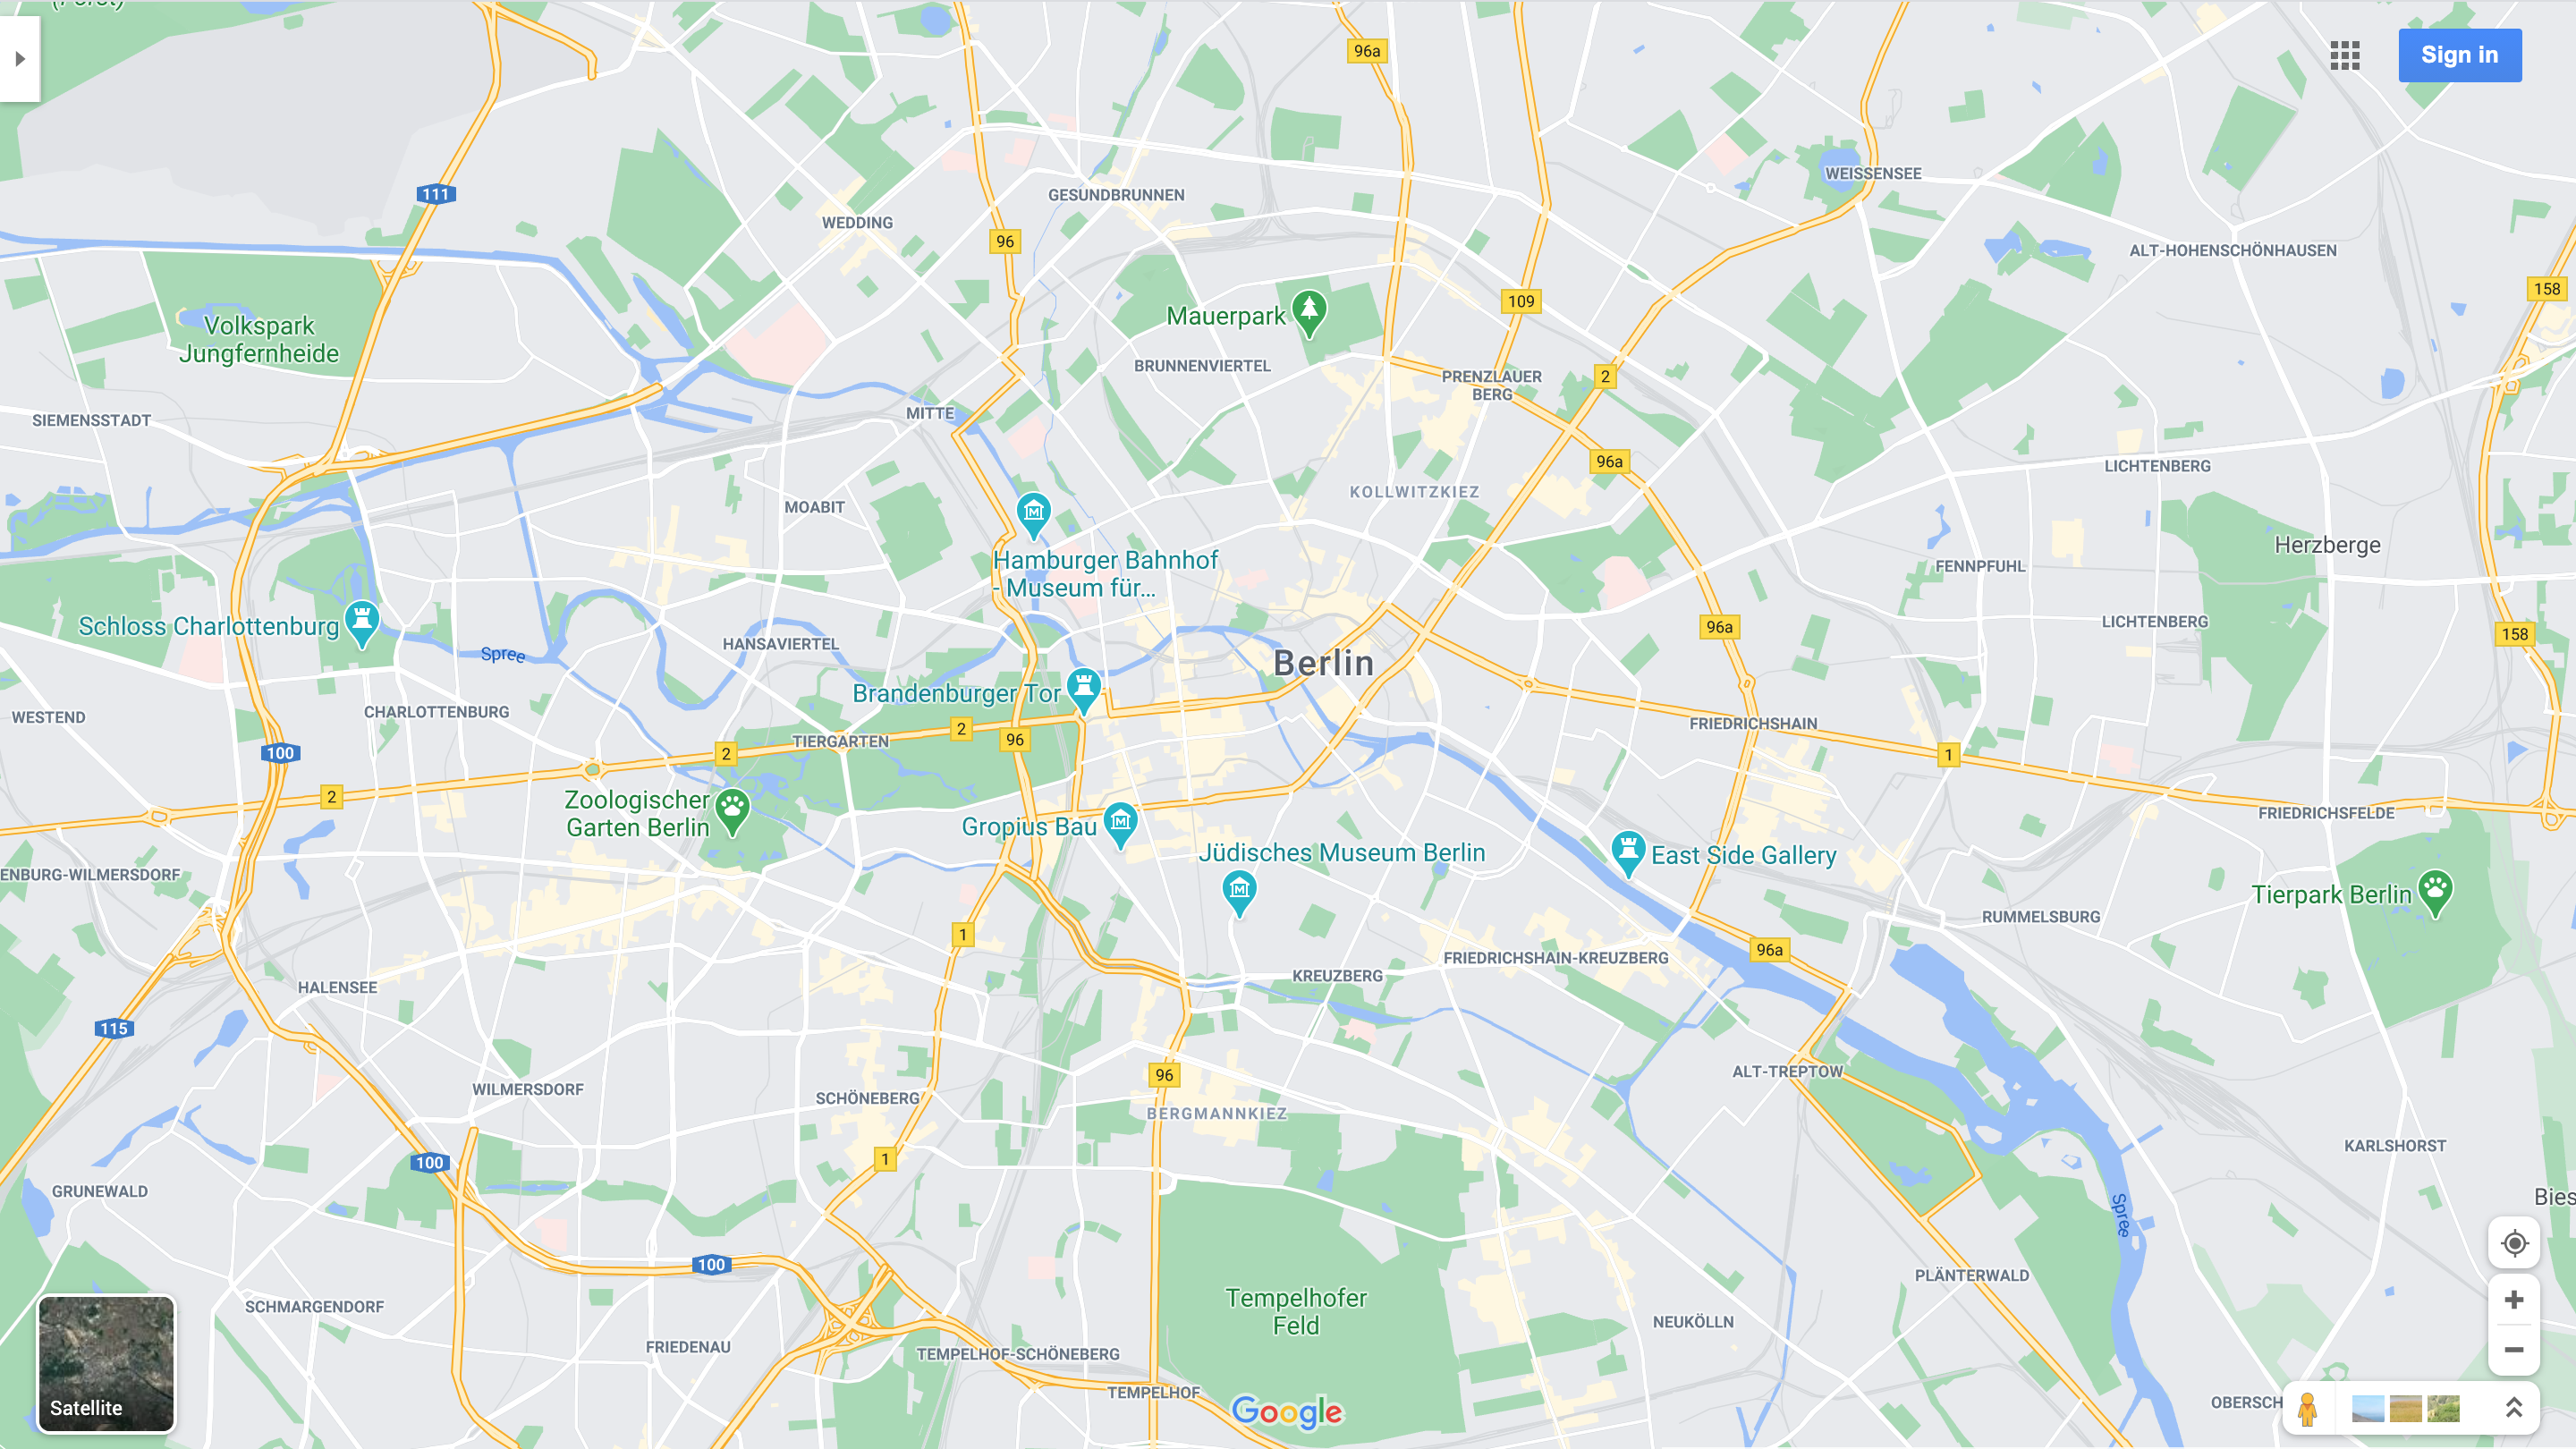 (Forst)
96a
Sign in
WEISSENSEE
111
GESUNDBRUNNEN
WEDDING
96
ALT-HOHENSCHÖNHAUSEN
158
109
Mauerpark
Volkspark
Jungfernheide
BRUNNENVIERTEL
PRENZLAUER
BERG
2
MITTE
SIEMENSSTADT
96a
LICHTENBERG
KOLLWITZKIEZ
MOABIT
Herzberge
Hamburger Bahnhof
- Museum für...
FENNPFUHL
Schloss Charlottenburg
LICHTENBERG
96a
158
HANSAVIERTEL
Spree
Berlin
Brandenburger Tor
WESTEND
CHARLOTTENBURG
FRIEDRICHSHAIN
2
96
TIERGARTEN
2
100
1
2
Zoologischer
Garten Berlin
FRIEDRICHSFELDE
Gropius Bau
Jüdisches Museum Berlin
East Side Gallery
ENBURG-WILMERSDORF
Tierpark Berlin
RUMMELSBURG
1
96a
FRIEDRICHSHAIN-KREUZBERG
KREUZBERG
HALENSEE
115
96
ALT-TREPTOW
WILMERSDORF
SCHÖNEBERG
BERGMANNKIEZ
KARLSHORST
1
100
GRUNEWALD
Bies
Spree
100
PLÄNTERWALD
Tempelhofer
Feld
SCHMARGENDORF
NEUKÖLLN
FRIEDENAU
TEMPELHOF-SCHÖNEBERG
TEMPELHOF
Satellite
Google
OBERSCH